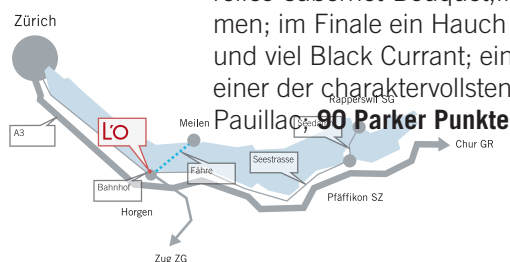 men; im Finale ein Hauch
und viel Black Currant; ein
einer der charaktervollsten
Pauillac; 90 Parker Punkte
Zürich
Rapperswil SG
Seedamm
A3
L'O
Meilen
Chur GR
Seestrasse
Fähre
Bahnhof
Pfäffikon SZ
Horgen
Zug ZG